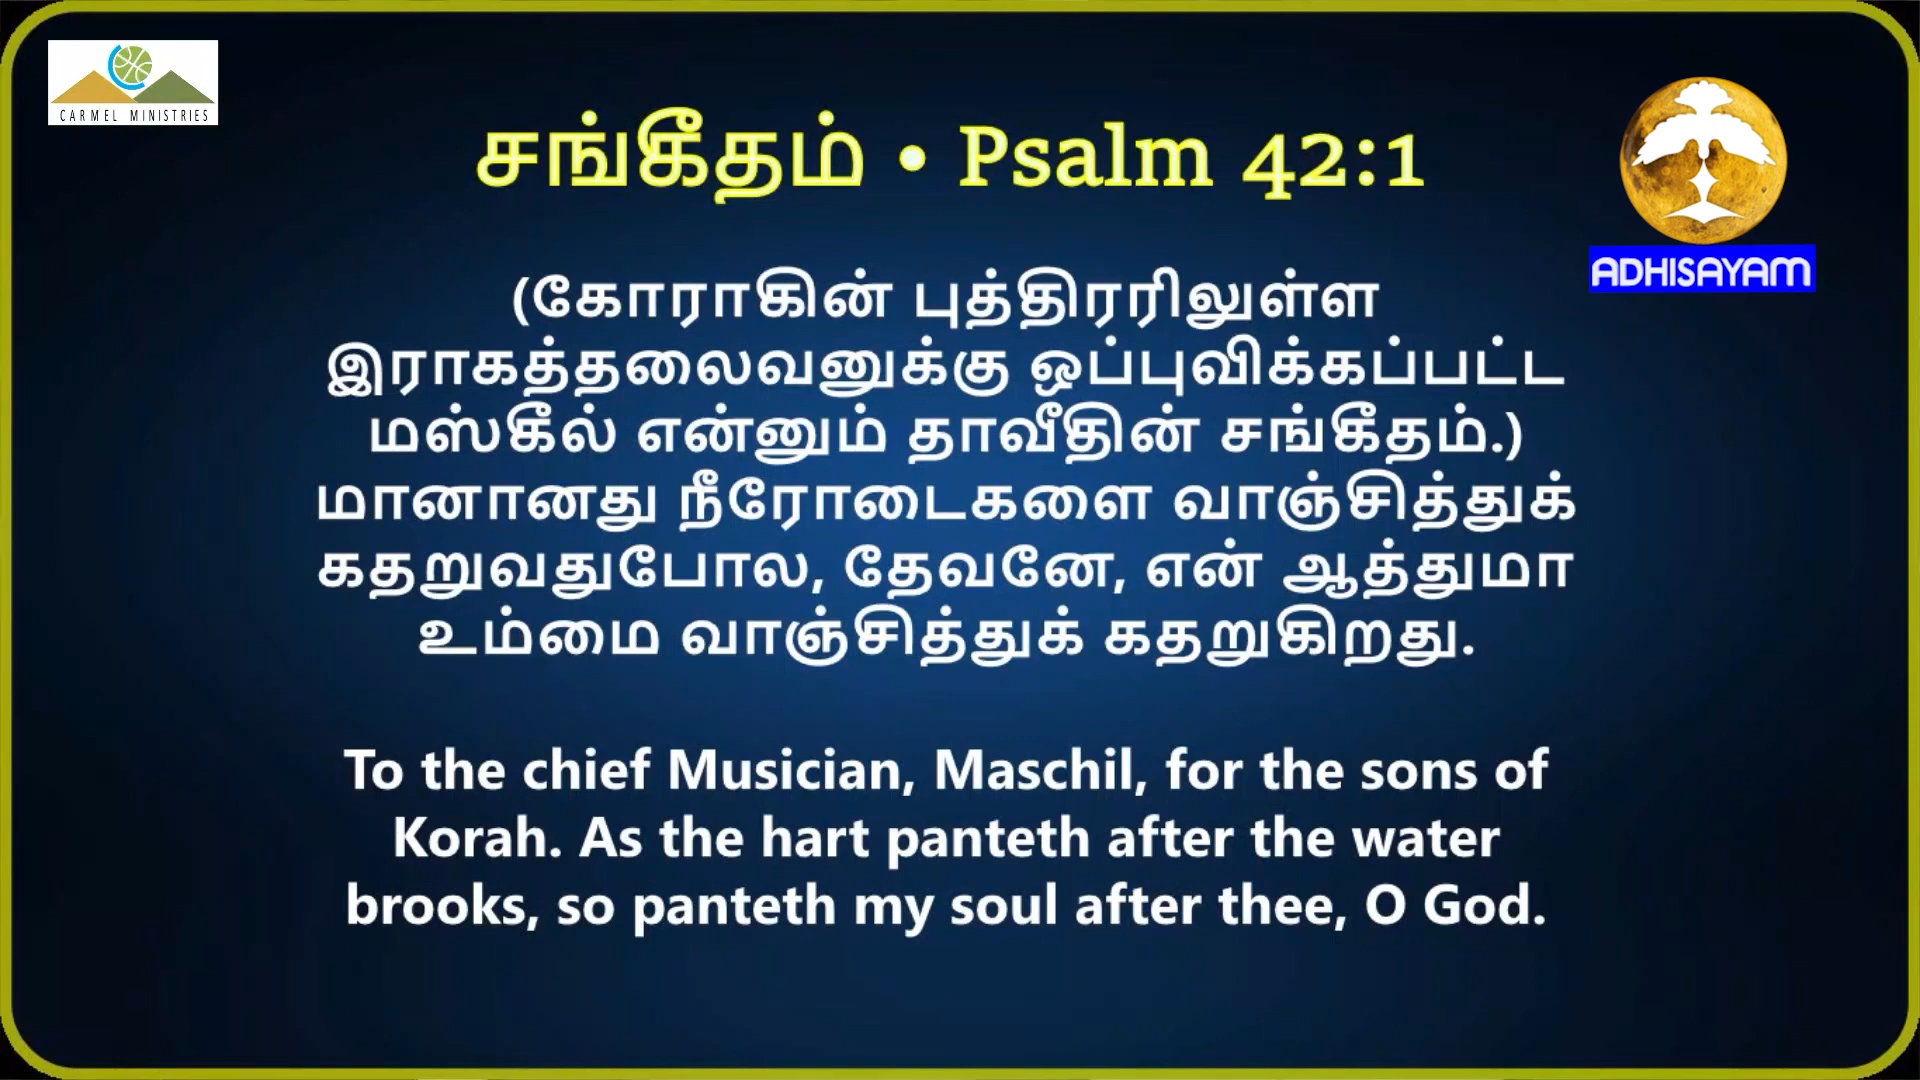 CARMEL MINISTRIES
சங்கீதம் • Psalm 42:1
ADHISAYAM
(கோராகின் புத்திரரிலுள்ள
இராகத்தலைவனுக்கு ஒப்புவிக்கப்பட்ட
மஸ்கீல் என்னும் தாவீதின் சங்கீதம்.)
மானானது நீரோடைகளை வாஞ்சித்துக்
கதறுவதுபோல, தேவனே, என் ஆத்துமா
உம்மை வாஞ்சித்துக் கதறுகிறது.
To the chief Musician, Maschil, for the sons of
Korah. As the hart panteth after the water
brooks, so panteth my soul after thee, O God.